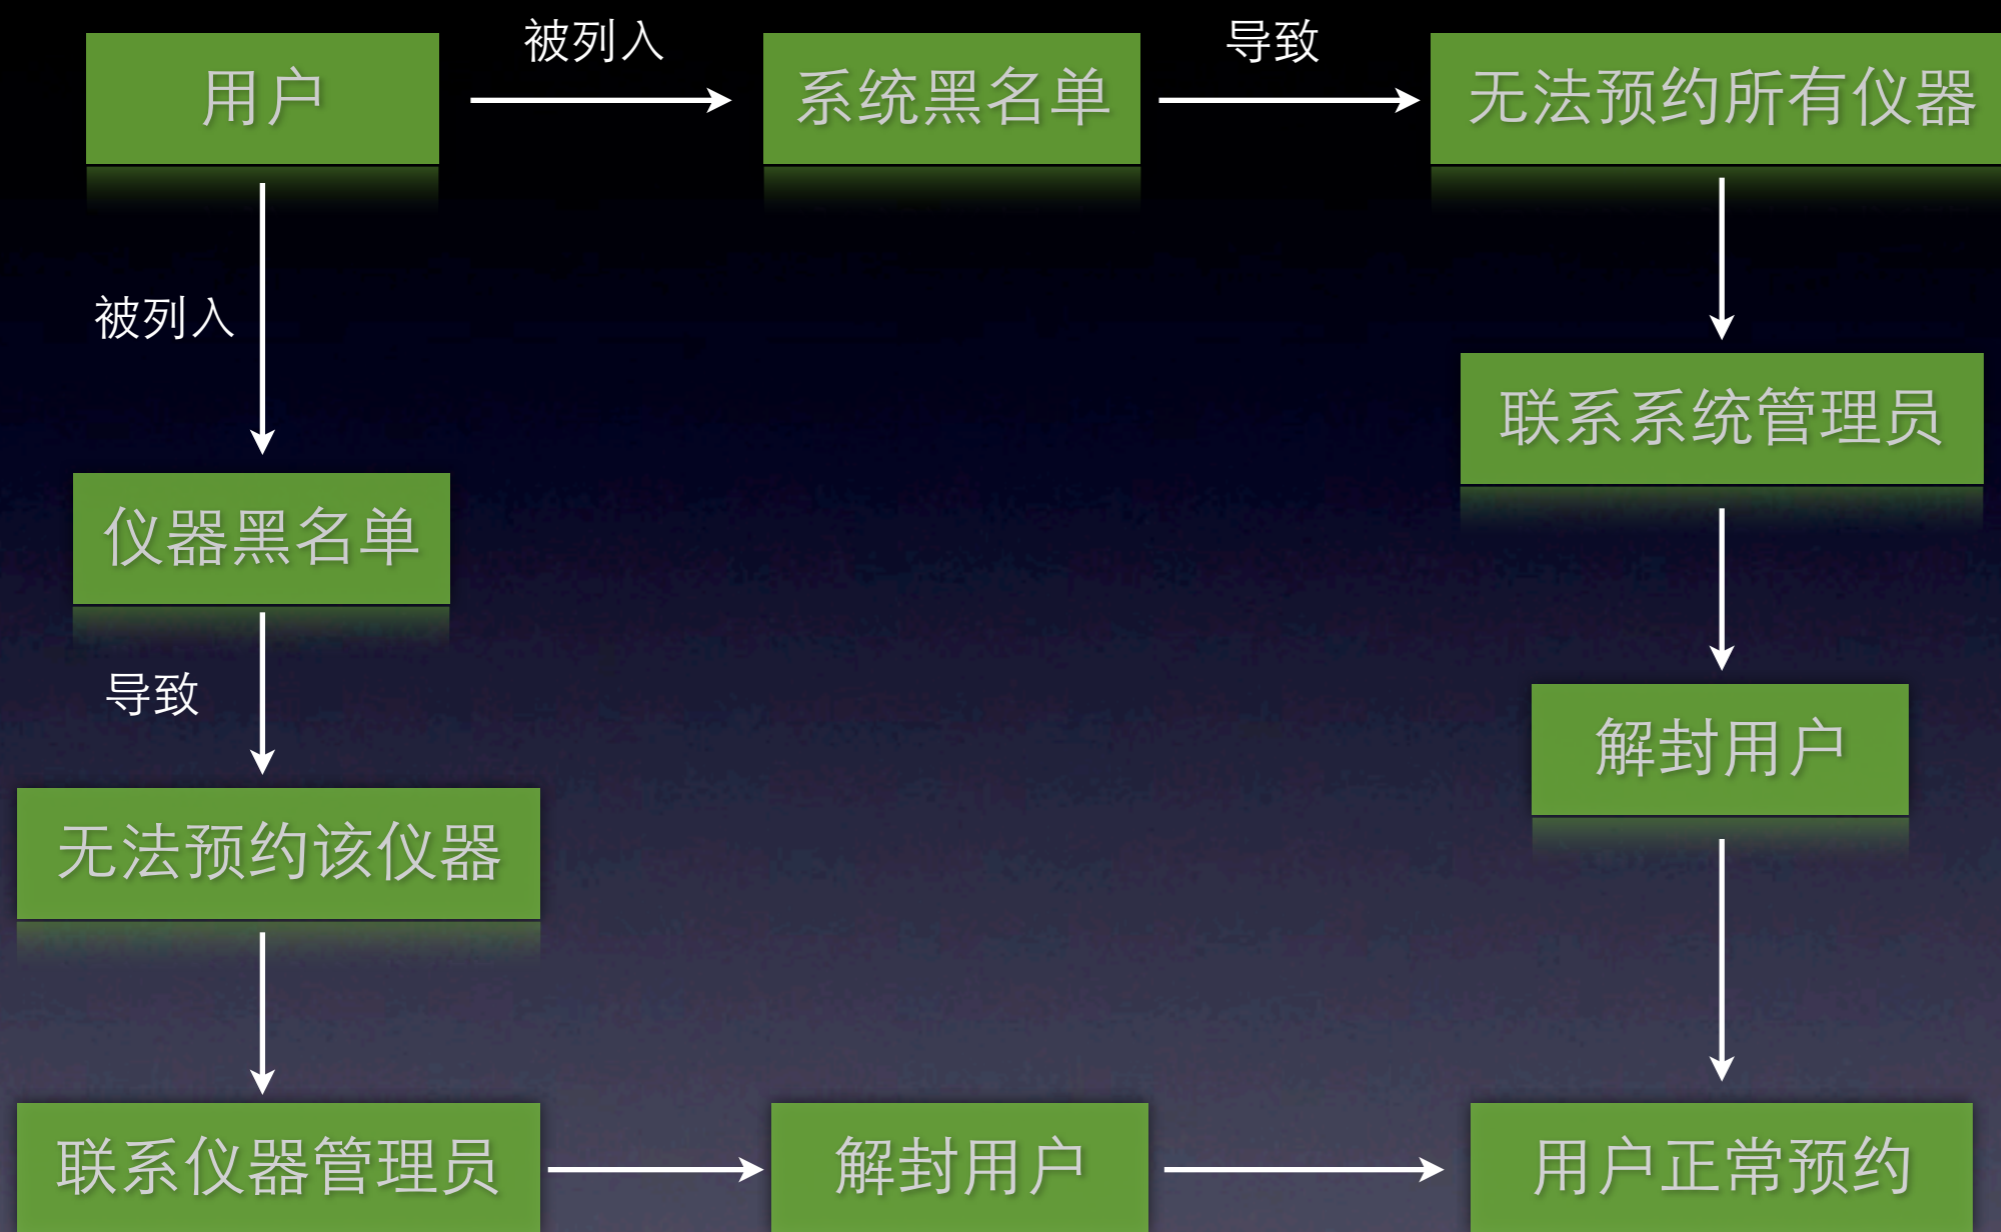 用户
被列入
系统黑名单
导致
无法预约所有仪器
被列入
联系系统管理员
仪器黑名单
导致
解封用户
无法预约该仪器
联系仪器管理员
解封用户
用户正常预约